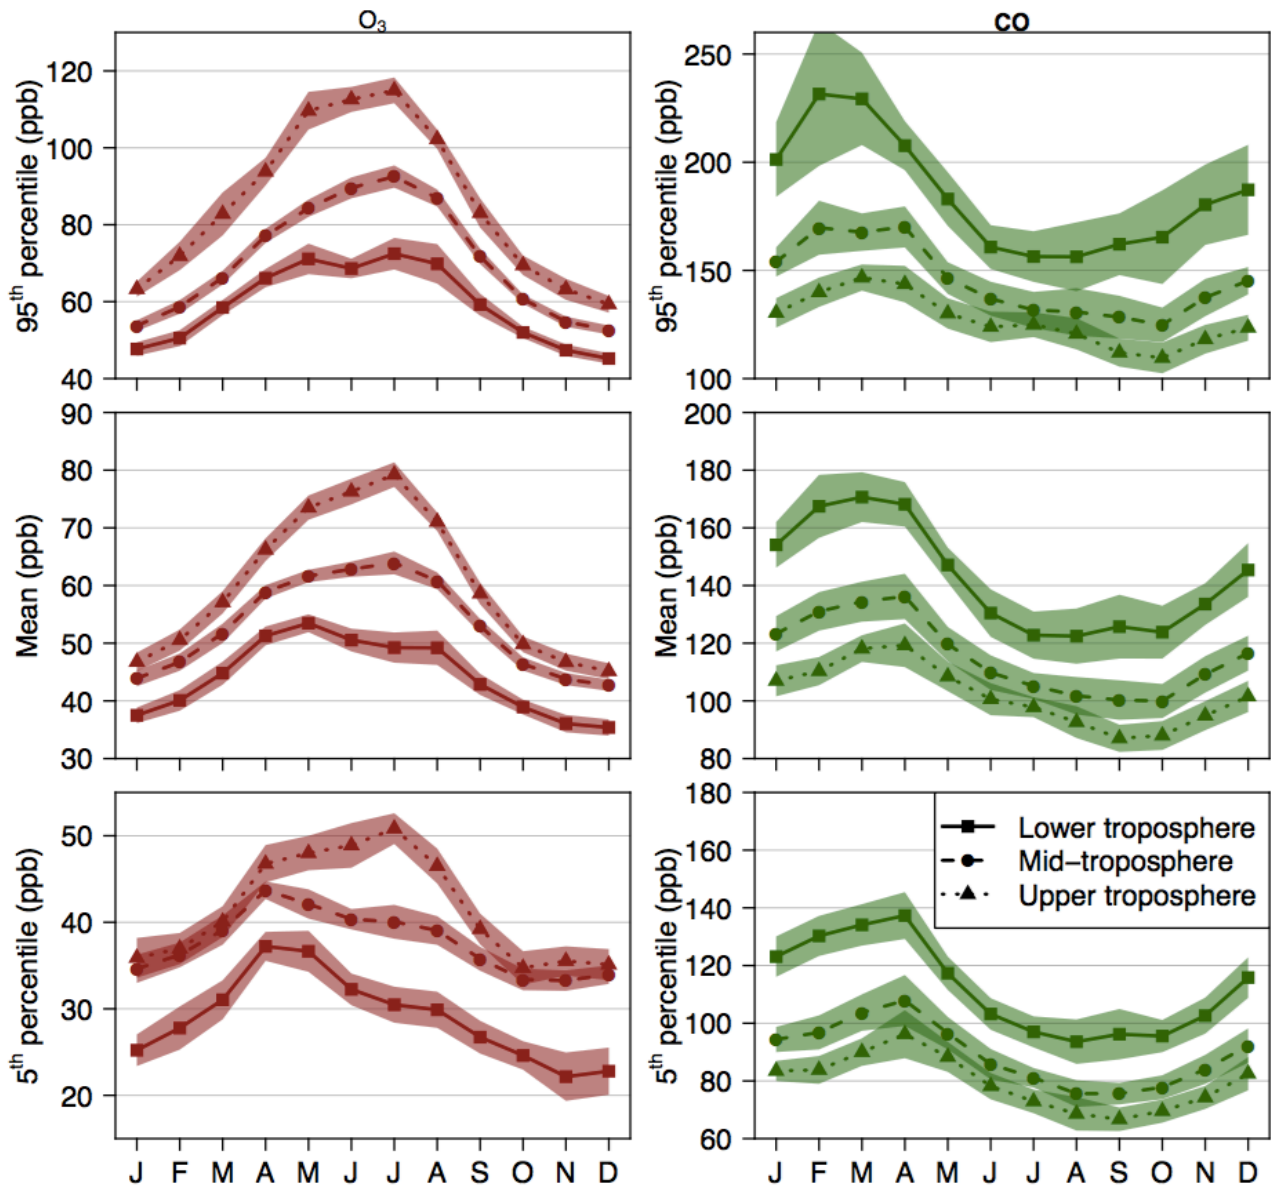 O₃
CO
95th percentile (ppb)
120
100
80
60
40
95th percentile (ppb)
250
200
150
100
Mean (ppb)
90
80
70
60
50
40
30
Mean (ppb)
200
180
160
140
120
100
80
5th percentile (ppb)
50
40
30
20
J F M A M J J A S O N D
5th percentile (ppb)
180
160
140
120
100
80
60
Lower troposphere
Mid−troposphere
Upper troposphere
J F M A M J J A S O N D